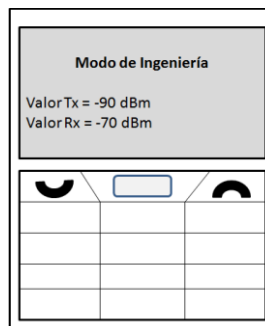 Modo de Ingeniería
Valor Tx = -90 dBm
Valor Rx = -70 dBm